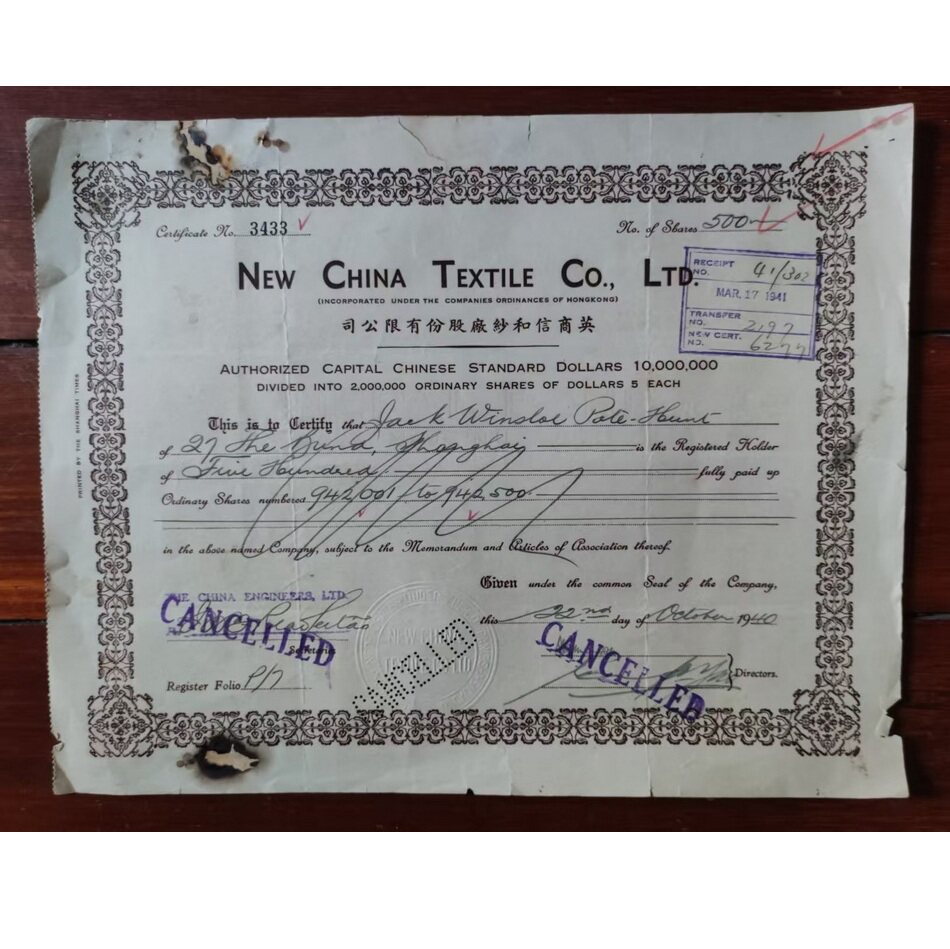 Certificate No. 3433
No. of Shares 500
NEW CHINA TEXTILE CO., LTD.
(INCORPORATED UNDER THE COMPANIES ORDINANCES OF HONGKONG)
司公限有份股廠紗和信商英
RECEIPT NO. 41/302
MAR. 17 1941
TRANSFER NO. 2197
NEW CERT. NO.
AUTHORIZED CAPITAL CHINESE STANDARD DOLLARS 10,000,000
DIVIDED INTO 2,000,000 ORDINARY SHARES OF DOLLARS 5 EACH
This is to Certify that Jack Winsloe Pote-Hunt
of 27 The Bund, Shanghai is the Registered Holder
of Five Hundred fully paid up
Ordinary Shares numbered 942,001 to 942,500
in the above named Company, subject to the Memorandum and Articles of Association thereof.
Given under the common Seal of the Company,
this 22nd day of October 1940
THE CHINA ENGINEERS, LTD.
CANCELLED
Secretaries
Register Folio P/7
NEW CHINA
CANCELLED
CANCELLED
Directors.
PRINTED BY THE SHANGHAI TIMES